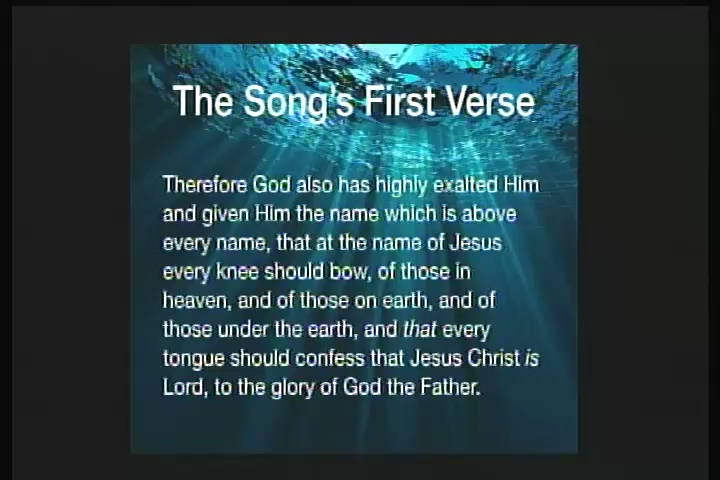 The Song's First Verse
Therefore God also has highly exalted Him
and given Him the name which is above
every name, that at the name of Jesus
every knee should bow, of those in
heaven, and of those on earth, and of
those under the earth, and that every
tongue should confess that Jesus Christ is
Lord, to the glory of God the Father.